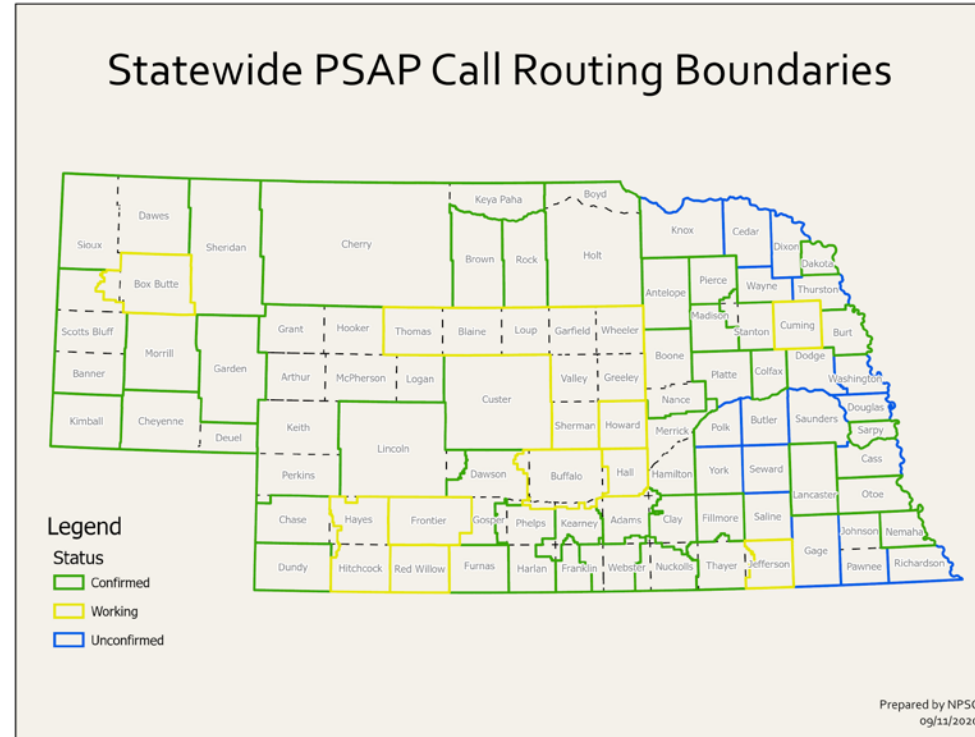 Statewide PSAP Call Routing Boundaries
Boyd
Keya Paha
Dawes
Knox
Cedar
Sioux
Sheridan
Cherry
Dixon
Brown
Rock
Holt
Dakota
Box Butte
Pierce
Wayne
Thurston
Antelope
Madison
Scotts Bluff
Grant
Hooker
Thomas
Blaine
Loup
Garfield
Wheeler
Stanton
Cuming
Burt
Morrill
Boone
Dodge
Banner
Garden
Arthur
McPherson
Logan
Valley
Greeley
Platte
Colfax
Washington
Custer
Nance
Kimball
Cheyenne
Keith
Sherman
Howard
Merrick
Polk
Butler
Saunders
Douglas
Sarpy
Deuel
Lincoln
Perkins
Dawson
Buffalo
Hall
Hamilton
York
Seward
Cass
Lancaster
Otoe
Chase
Hayes
Frontier
Gosper
Phelps
Kearney
Adams
Clay
Fillmore
Saline
Johnson
Nemaha
Gage
Dundy
Hitchcock
Red Willow
Furnas
Harlan
Franklin
Webster
Nuckolls
Thayer
Jefferson
Pawnee
Richardson
Legend
Status
Confirmed
Working
Unconfirmed
Prepared by NPSC
09/11/2020